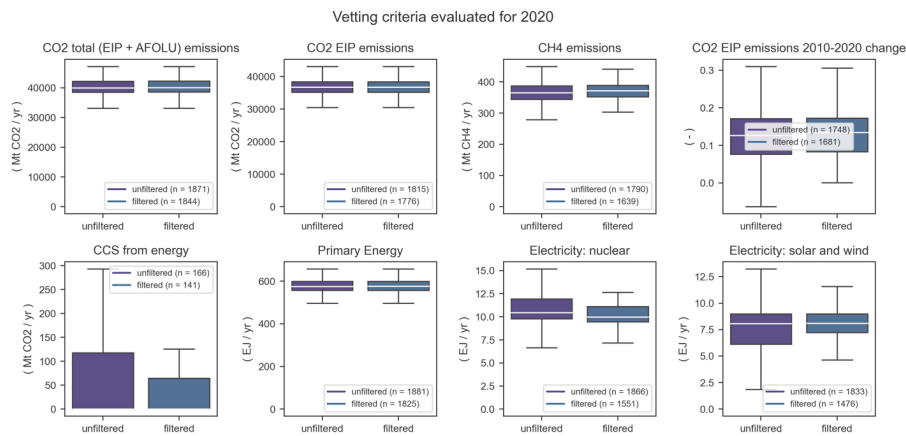 Vetting criteria evaluated for 2020
CO2 total (EIP + AFOLU) emissions
( Mt CO2 / yr )
40000
30000
20000
10000
0
unfiltered (n = 1871)
filtered (n = 1844)
unfiltered
filtered
CO2 EIP emissions
( Mt CO2 / yr )
40000
30000
20000
10000
0
unfiltered (n = 1815)
filtered (n = 1776)
unfiltered
filtered
CH4 emissions
( Mt CH4 / yr )
400
300
200
100
0
unfiltered (n = 1790)
filtered (n = 1639)
unfiltered
filtered
CO2 EIP emissions 2010-2020 change
( - )
0.3
0.2
0.1
0.0
unfiltered (n = 1748)
filtered (n = 1681)
unfiltered
filtered
CCS from energy
( Mt CO2 / yr )
300
250
200
150
100
50
0
unfiltered (n = 166)
filtered (n = 141)
unfiltered
filtered
Primary Energy
( EJ / yr )
600
400
200
0
unfiltered (n = 1881)
filtered (n = 1825)
unfiltered
filtered
Electricity: nuclear
( EJ / yr )
15.0
12.5
10.0
7.5
5.0
2.5
0.0
unfiltered (n = 1866)
filtered (n = 1551)
unfiltered
filtered
Electricity: solar and wind
( EJ / yr )
12.5
10.0
7.5
5.0
2.5
0.0
unfiltered (n = 1833)
filtered (n = 1476)
unfiltered
filtered